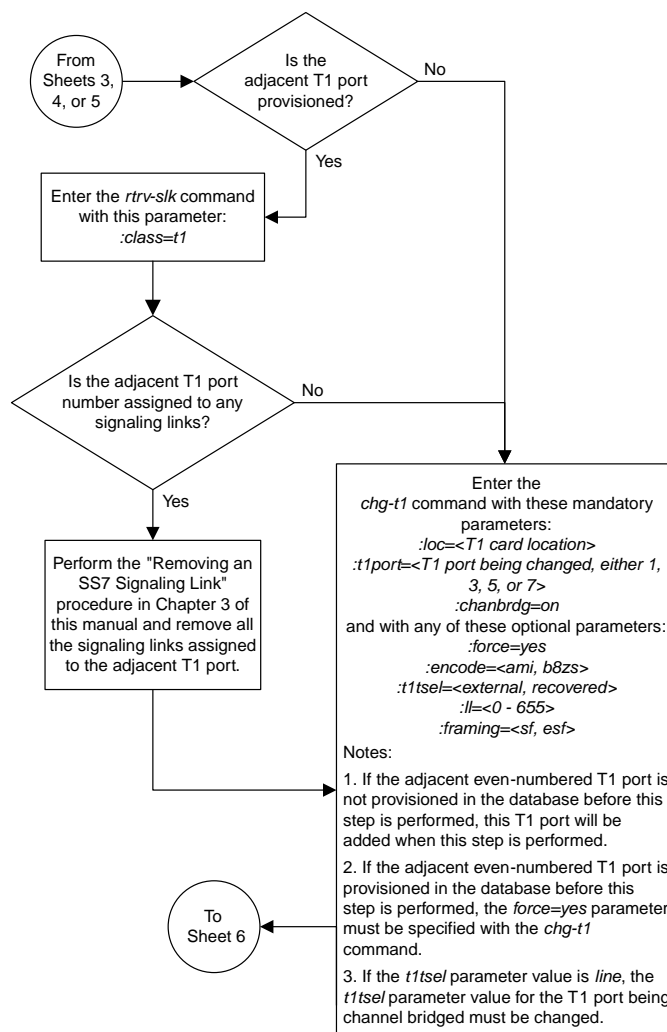 From
Sheets 3,
4, or 5
Is the
adjacent T1 port
provisioned?
No
Yes
Enter the rtrv-slk command
with this parameter:
:class=t1
Is the adjacent T1 port
number assigned to any
signaling links?
No
Yes
Perform the "Removing an
SS7 Signaling Link"
procedure in Chapter 3 of
this manual and remove all
the signaling links assigned
to the adjacent T1 port.
Enter the
chg-t1 command with these mandatory
parameters:
:loc=<T1 card location>
:t1port=<T1 port being changed, either 1,
3, 5, or 7>
:chanbrdg=on
and with any of these optional parameters:
:force=yes
:encode=<ami, b8zs>
:t1tsel=<external, recovered>
:ll=<0 - 655>
:framing=<sf, esf>
Notes:
1. If the adjacent even-numbered T1 port is
not provisioned in the database before this
step is performed, this T1 port will be
added when this step is performed.
2. If the adjacent even-numbered T1 port is
provisioned in the database before this
step is performed, the force=yes parameter
must be specified with the chg-t1
command.
3. If the t1tsel parameter value is line, the
t1tsel parameter value for the T1 port being
channel bridged must be changed.
To
Sheet 6